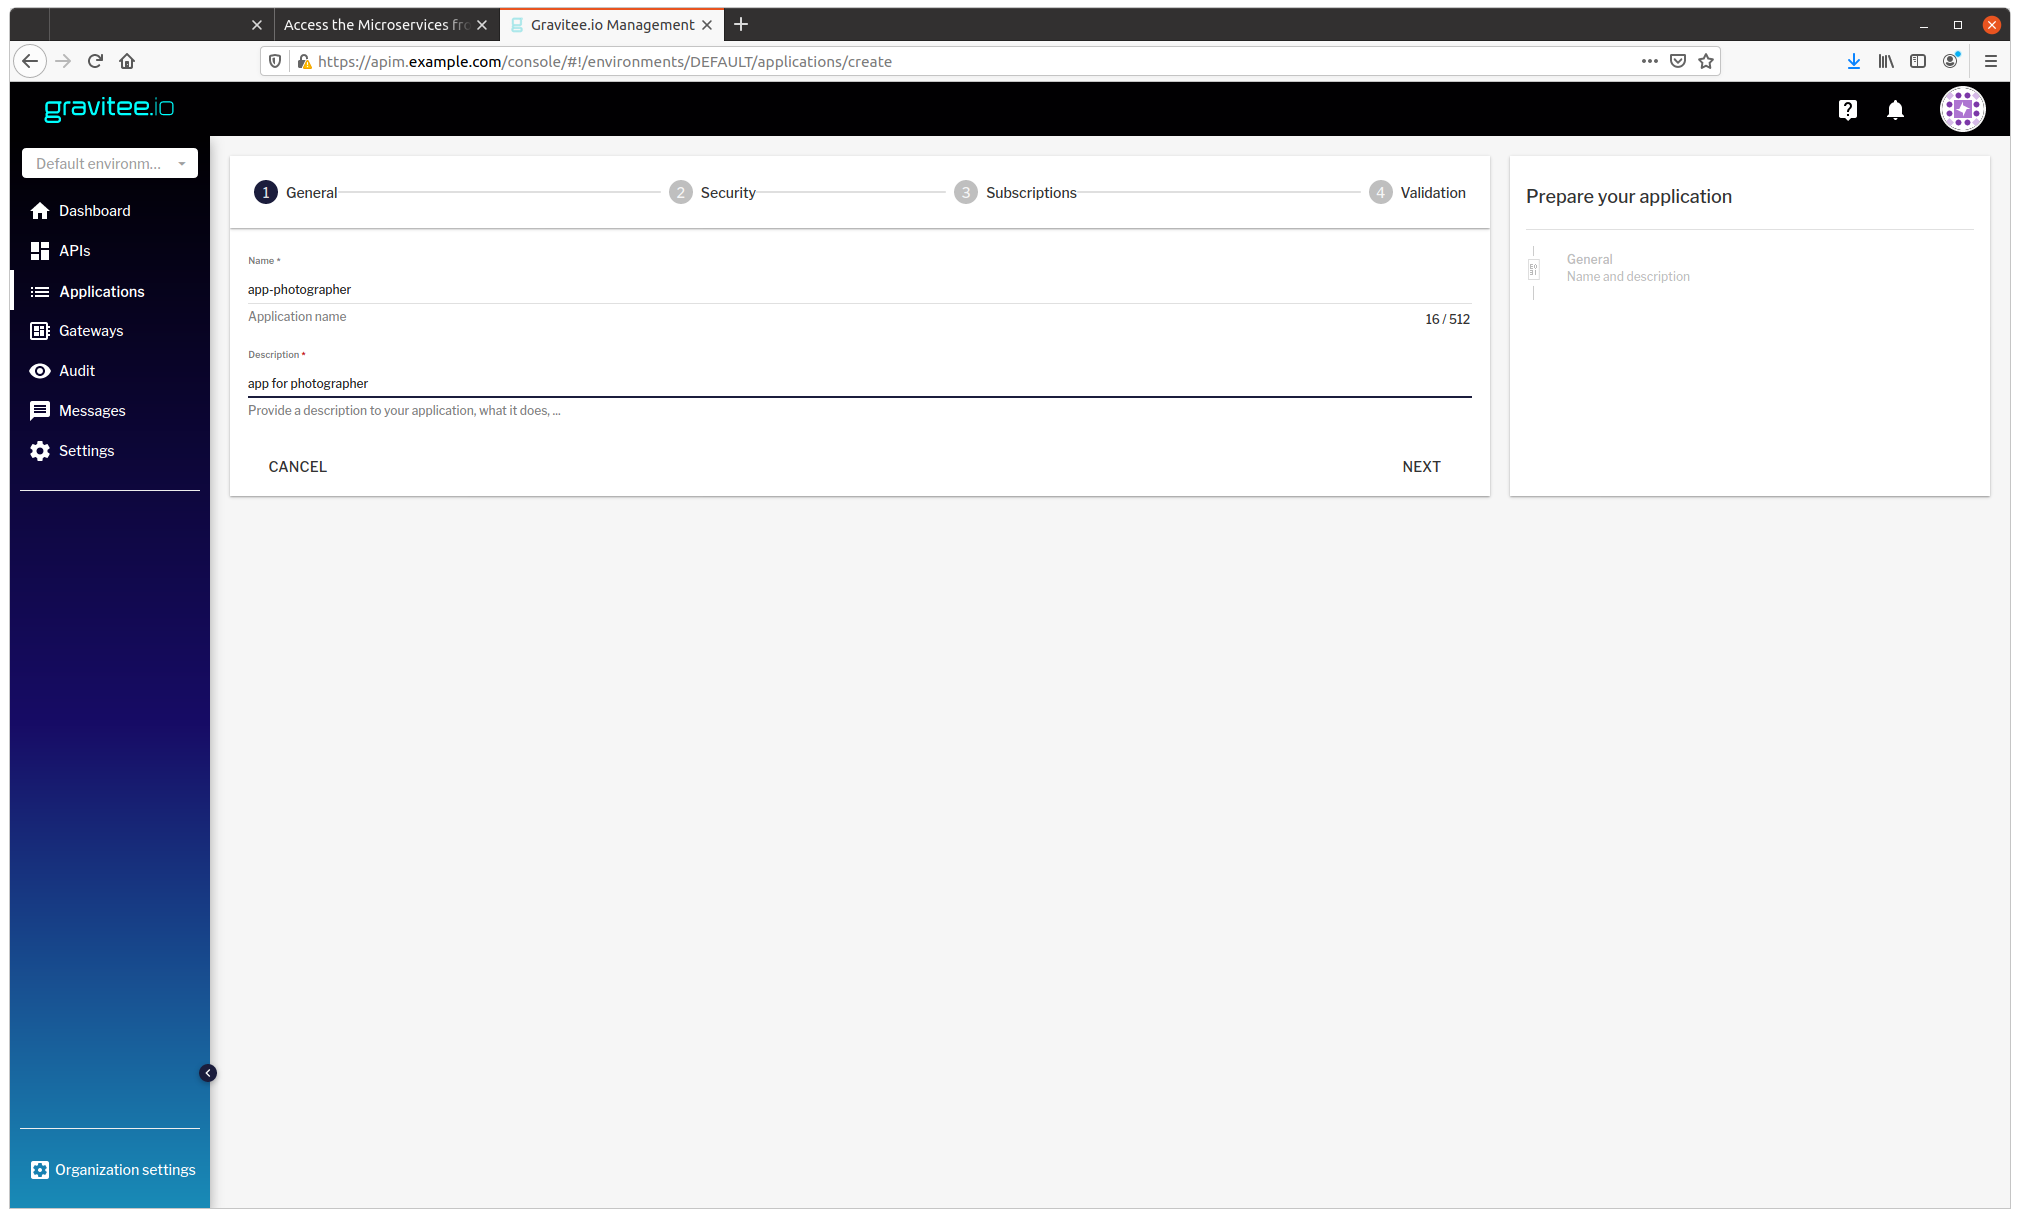 Access the Microservices fro
Gravitee.io Management
https://apim.example.com/console/#!/environments/DEFAULT/applications/create
gravitee.io
Default environm...
Dashboard
APIs
Applications
Gateways
Audit
Messages
Settings
Organization settings
1 General
2 Security
3 Subscriptions
4 Validation
Name *
app-photographer
Application name
16 / 512
Description *
app for photographer
Provide a description to your application, what it does, ...
CANCEL
NEXT
Prepare your application
General
Name and description